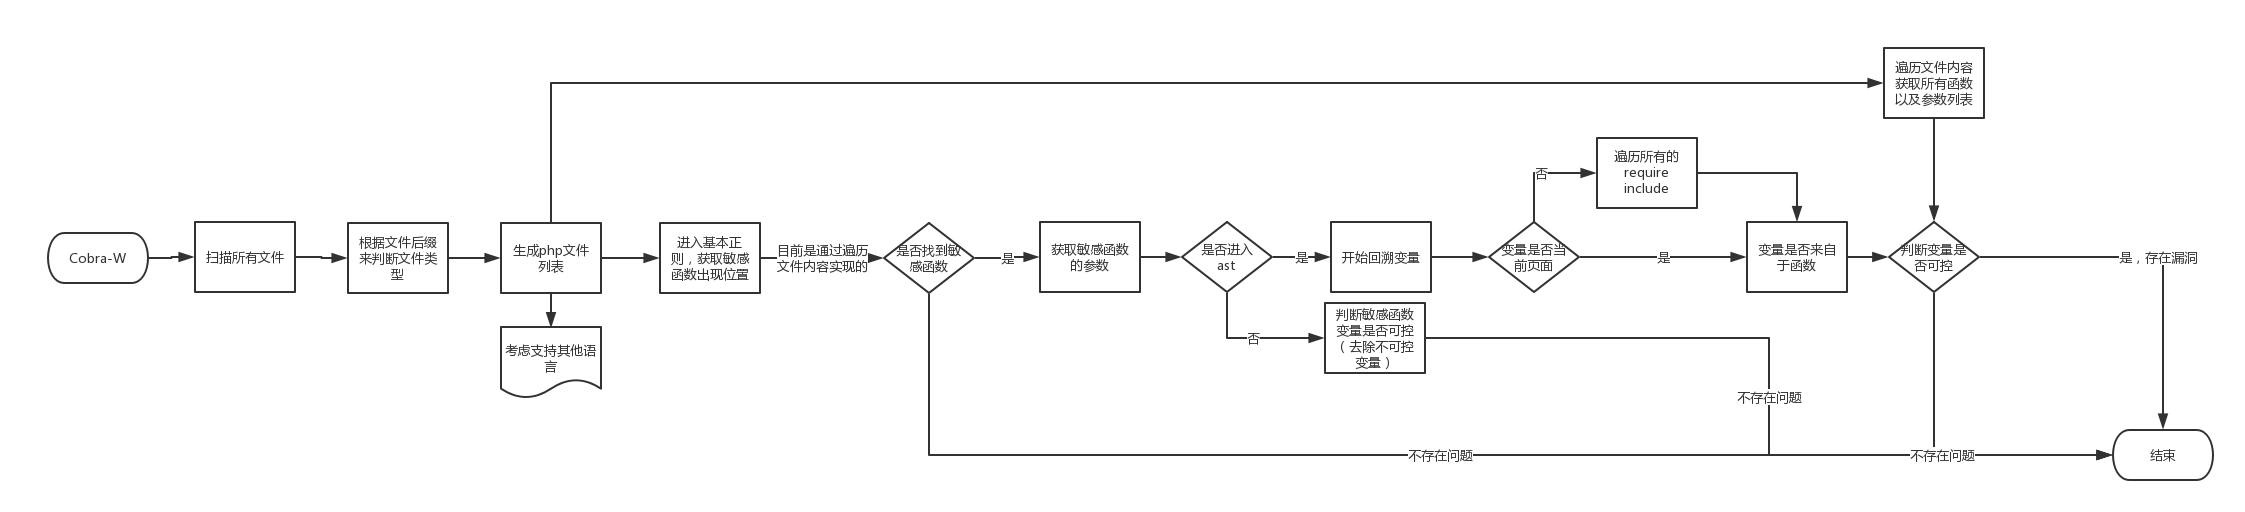 Cobra-W
扫描所有文件
根据文件后缀
来判断文件类
型
生成php文件
列表
考虑支持其他语
言
进入基本正
则，获取敏感
函数出现位置
目前是通过遍历
文件内容实现的
是否找到敏
感函数
是
获取敏感函数
的参数
是否进入
ast
是
否
开始回溯变量
判断敏感函数
变量是否可控
（去除不可控
变量）
变量是否当
前页面
否
遍历所有的
require
include
是
变量是否来自
于函数
遍历文件内容
获取所有函数
以及参数列表
判断变量是
否可控
是，存在漏洞
不存在问题
不存在问题
不存在问题
结束